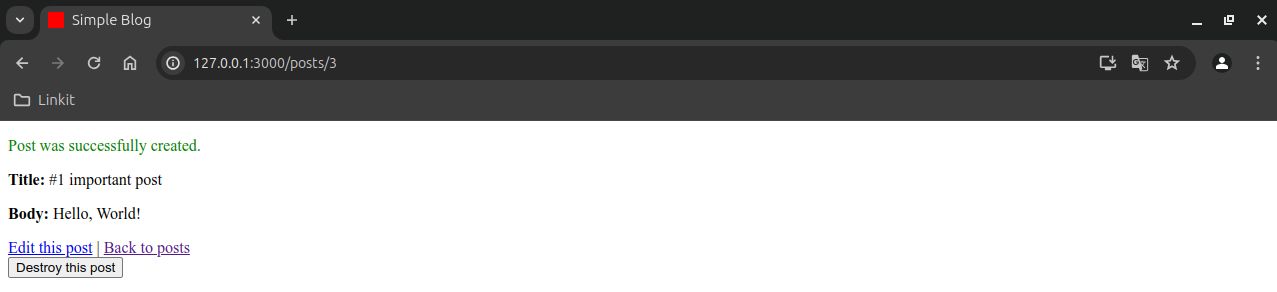 Simple Blog
127.0.0.1:3000/posts/3
Linkit
Post was successfully created.
Title: #1 important post
Body: Hello, World!
Edit this post | Back to posts
Destroy this post